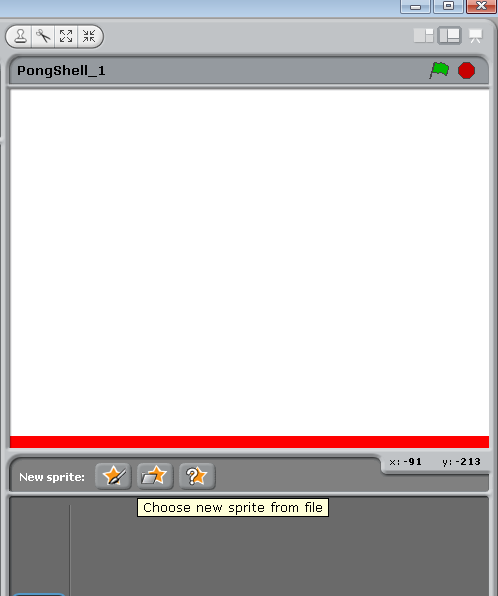 PongShell_1
x: -91 y: -213
New sprite:
Choose new sprite from file